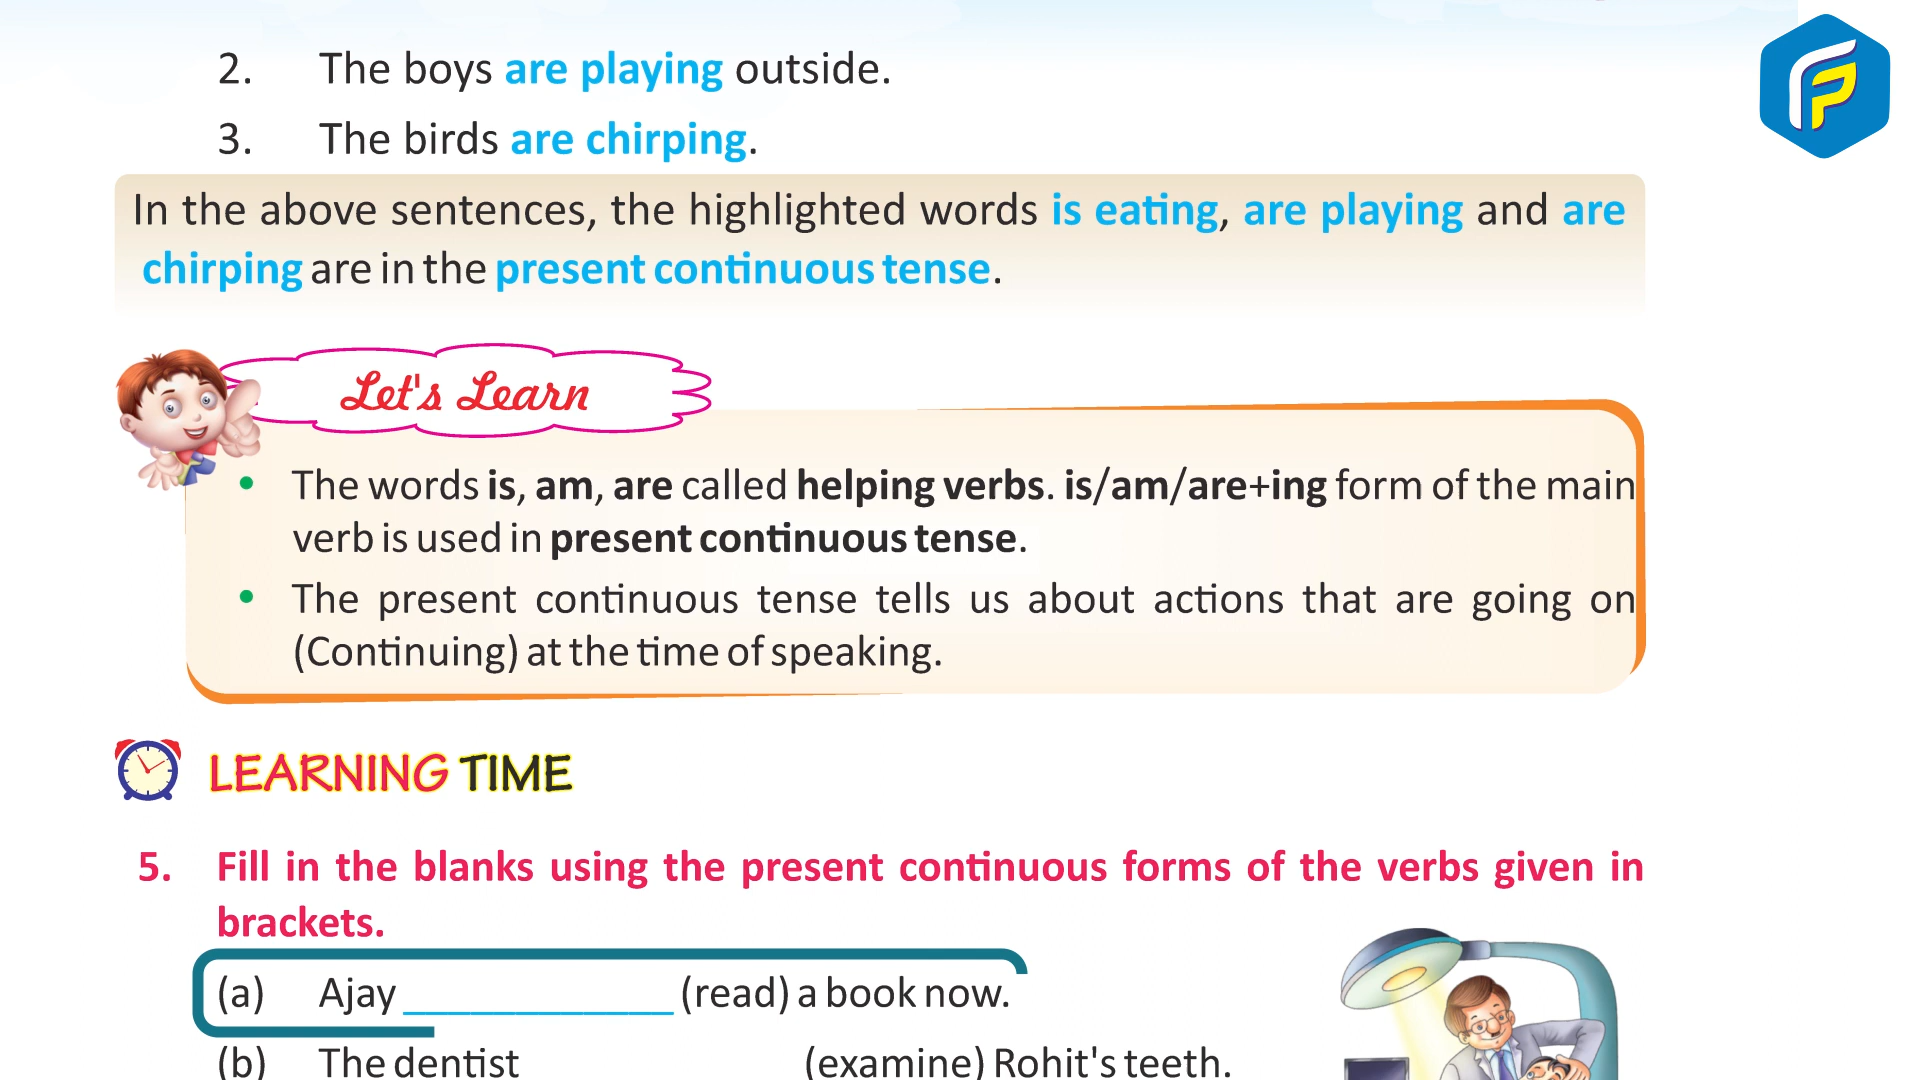 2. The boys are playing outside.
3. The birds are chirping.
In the above sentences, the highlighted words is eating, are playing and are
chirping are in the present continuous tense.
Let's Learn
• The words is, am, are called helping verbs. is/am/are+ing form of the main
verb is used in present continuous tense.
• The present continuous tense tells us about actions that are going on
(Continuing) at the time of speaking.
LEARNING TIME
5. Fill in the blanks using the present continuous forms of the verbs given in
brackets.
(a) Ajay ____________ (read) a book now.
(b) The dentist (examine) Rohit's teeth.